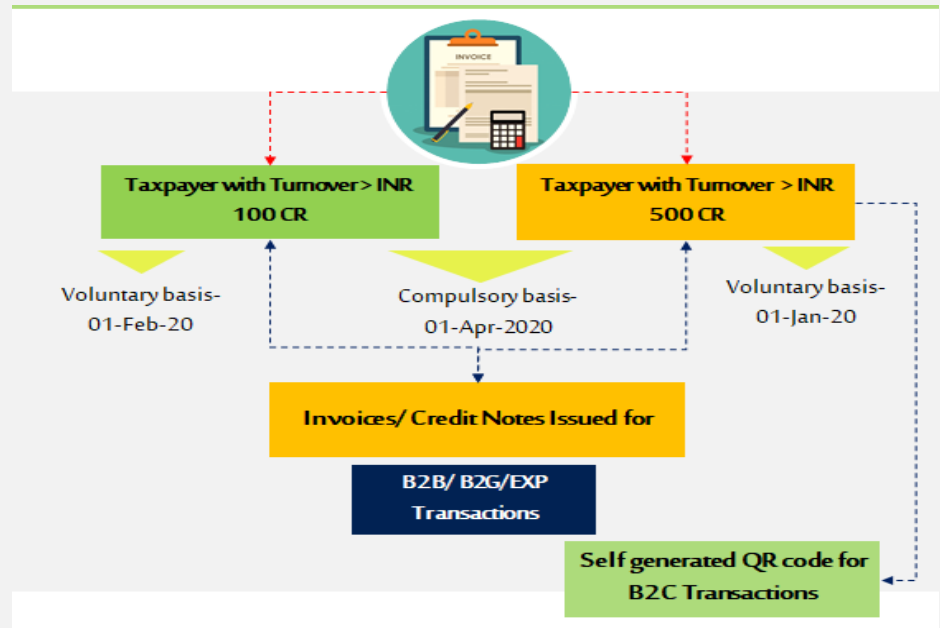 INVOICE
Taxpayer with Turnover > INR
100 CR
Taxpayer with Turnover > INR
500 CR
Voluntary basis-
01-Feb-20
Compulsory basis-
01-Apr-2020
Voluntary basis-
01-Jan-20
Invoices/ Credit Notes Issued for
B2B/ B2G/EXP
Transactions
Self generated QR code for
B2C Transactions